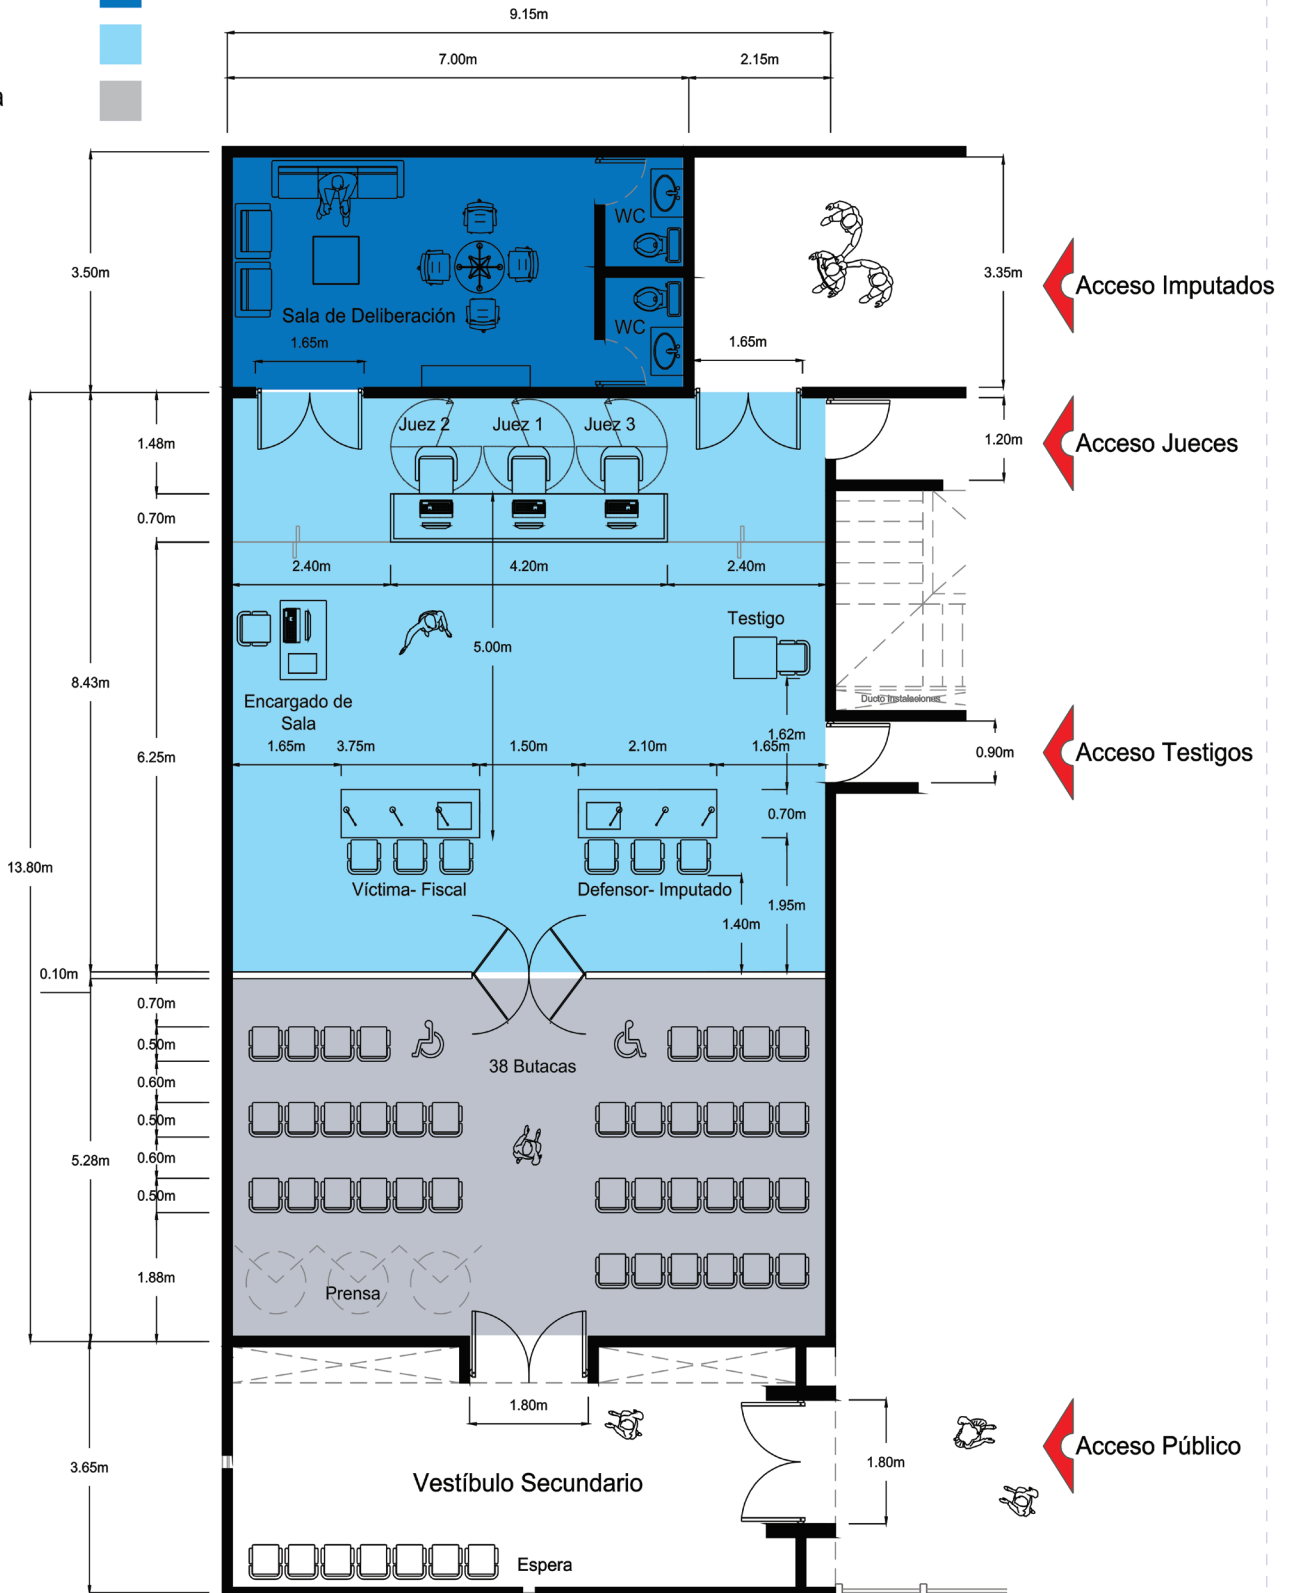 9.15m
7.00m
2.15m
a
WC
3.50m
3.35m
Acceso Imputados
Sala de Deliberación
WC
1.65m
1.65m
Juez 2
Juez 1
Juez 3
1.48m
1.20m
Acceso Jueces
0.70m
2.40m
4.20m
2.40m
Testigo
5.00m
8.43m
Encargado de
Sala
Ducto Instalaciones
1.62m
1.65m
3.75m
1.50m
2.10m
1.65m
6.25m
0.90m
Acceso Testigos
0.70m
13.80m
Víctima- Fiscal
Defensor- Imputado
1.95m
1.40m
0.10m
0.70m
0.50m
38 Butacas
0.60m
0.50m
5.28m
0.60m
0.50m
1.88m
Prensa
1.80m
Acceso Público
3.65m
1.80m
Vestíbulo Secundario
Espera